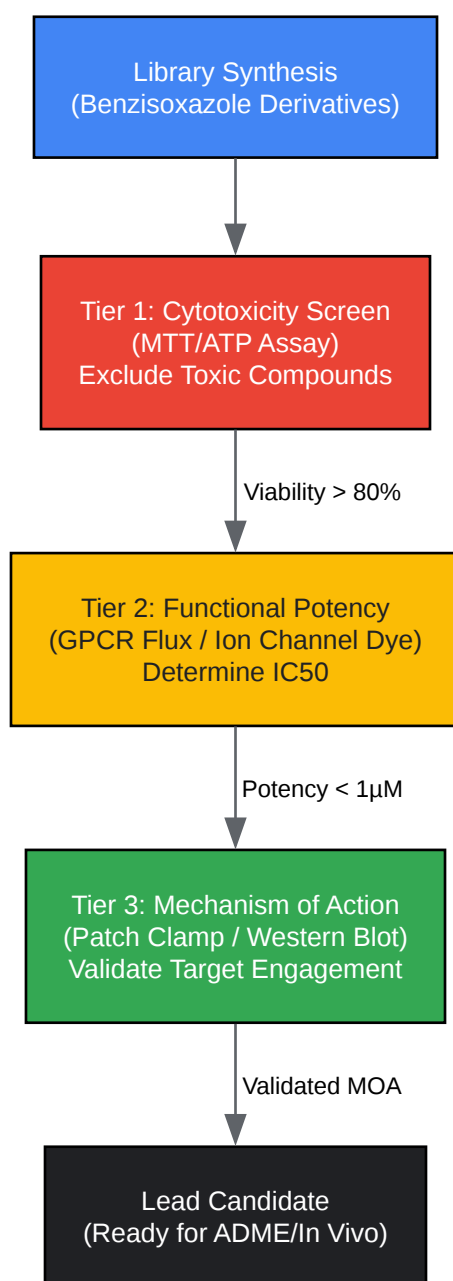 Library Synthesis
(Benzisoxazole Derivatives)
Tier 1: Cytotoxicity Screen
(MTT/ATP Assay)
Exclude Toxic Compounds
Viability > 80%
Tier 2: Functional Potency
(GPCR Flux / Ion Channel Dye)
Determine IC50
Potency < 1µM
Tier 3: Mechanism of Action
(Patch Clamp / Western Blot)
Validate Target Engagement
Validated MOA
Lead Candidate
(Ready for ADME/In Vivo)